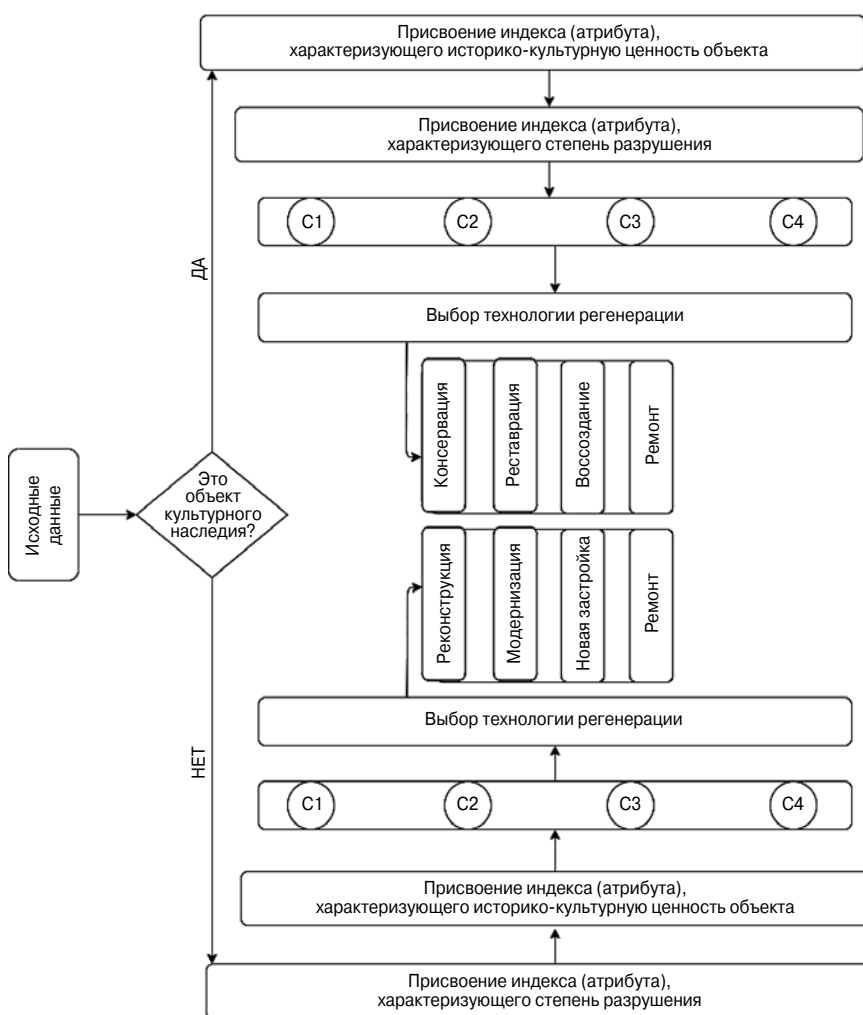 Присвоение индекса (атрибута),
характеризующего историко-культурную ценность объекта
Присвоение индекса (атрибута),
характеризующего степень разрушения
С1 С2 С3 С4
Выбор технологии регенерации
ДА
Консервация
Реставрация
Воссоздание
Ремонт
Исходные
данные
Это
объект
культурного
наследия?
Реконструкция
Модернизация
Новая застройка
Ремонт
НЕТ
Выбор технологии регенерации
С1 С2 С3 С4
Присвоение индекса (атрибута),
характеризующего историко-культурную ценность объекта
Присвоение индекса (атрибута),
характеризующего степень разрушения